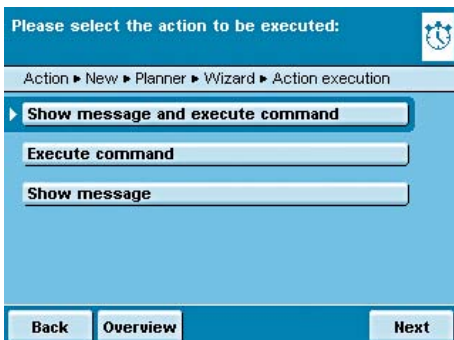 Please select the action to be executed:
Action ▸ New ▸ Planner ▸ Wizard ▸ Action execution
Show message and execute command
Execute command
Show message
Back Overview Next